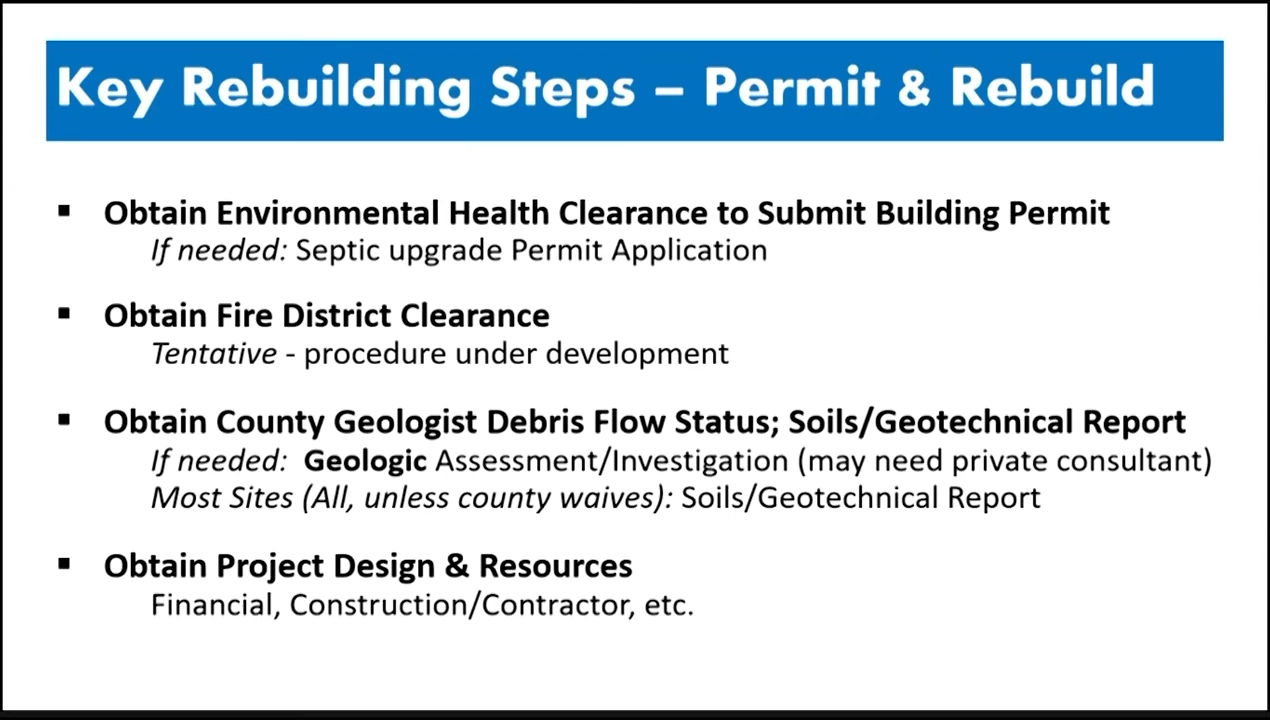 Key Rebuilding Steps – Permit & Rebuild
▪ Obtain Environmental Health Clearance to Submit Building Permit
If needed: Septic upgrade Permit Application
▪ Obtain Fire District Clearance
Tentative - procedure under development
▪ Obtain County Geologist Debris Flow Status; Soils/Geotechnical Report
If needed: Geologic Assessment/Investigation (may need private consultant)
Most Sites (All, unless county waives): Soils/Geotechnical Report
▪ Obtain Project Design & Resources
Financial, Construction/Contractor, etc.